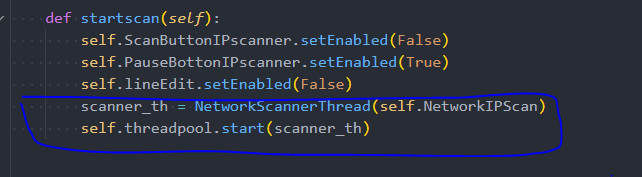 def startscan(self):
self.ScanButtonIPscanner.setEnabled(False)
self.PauseBottonIPscanner.setEnabled(True)
self.lineEdit.setEnabled(False)
scanner_th = NetworkScannerThread(self.NetworkIPScan)
self.threadpool.start(scanner_th)